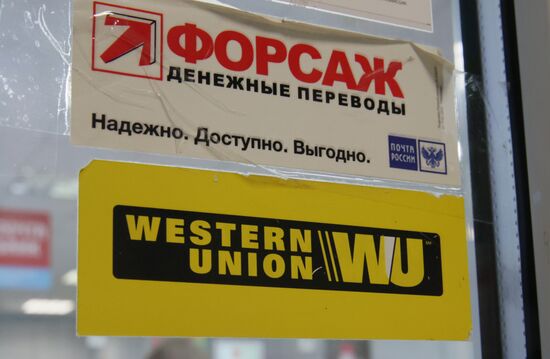 ФОРСАЖ
ДЕНЕЖНЫЕ ПЕРЕВОДЫ
Надежно. Доступно. Выгодно.
ПОЧТА
РОССИИ
WESTERN
UNION
WU